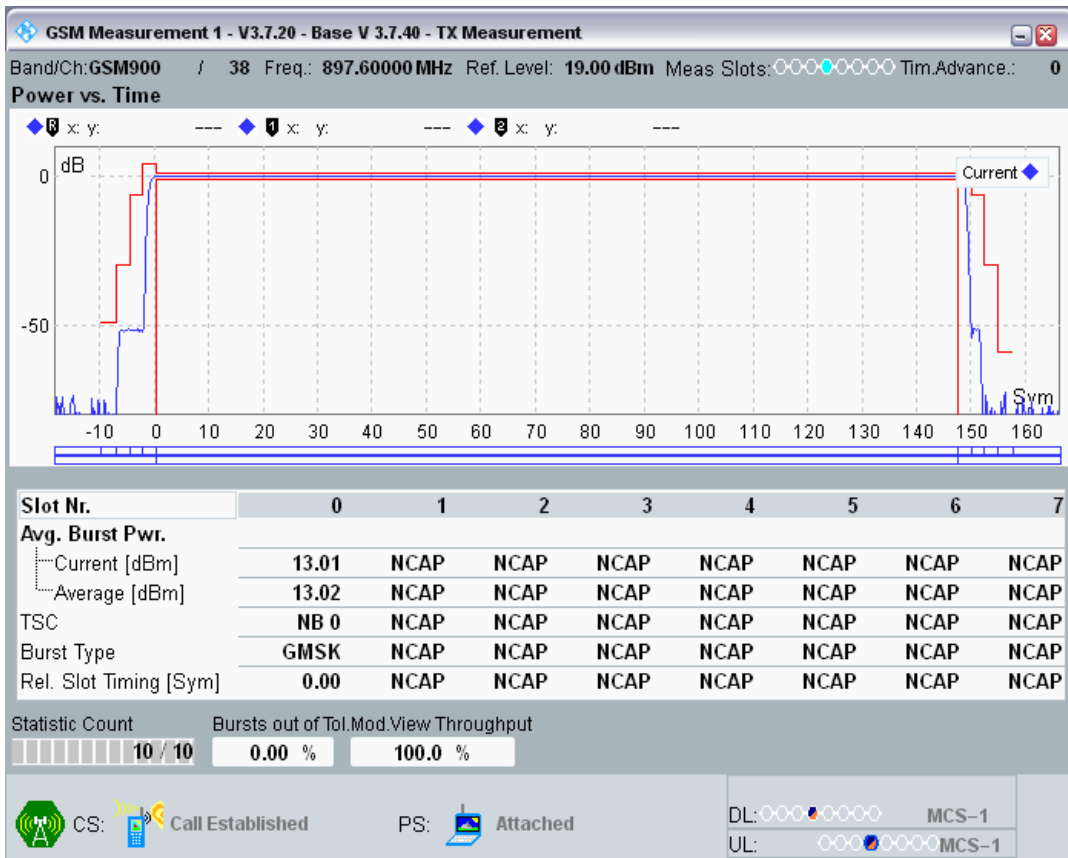 GSM Measurement 1 - V3.7.20 - Base V 3.7.40 - TX Measurement
Band/Ch:GSM900 / 38 Freq.: 897.60000 MHz Ref. Level: 19.00 dBm Meas Slots: Tim.Advance.: 0
Power vs. Time
R x: y: --- 1 x: y: --- 2 x: y: ---
dB
0
Current
-50
Sym
-10 0 10 20 30 40 50 60 70 80 90 100 110 120 130 140 150 160
Slot Nr. 0 1 2 3 4 5 6 7
Avg. Burst Pwr.
Current [dBm] 13.01 NCAP NCAP NCAP NCAP NCAP NCAP NCAP
Average [dBm] 13.02 NCAP NCAP NCAP NCAP NCAP NCAP NCAP
TSC NB 0 NCAP NCAP NCAP NCAP NCAP NCAP NCAP
Burst Type GMSK NCAP NCAP NCAP NCAP NCAP NCAP NCAP
Rel. Slot Timing [Sym] 0.00 NCAP NCAP NCAP NCAP NCAP NCAP NCAP
Statistic Count Bursts out of Tol.Mod.View Throughput
10 / 10 0.00 % 100.0 %
CS: Call Established PS: Attached
DL: MCS-1
UL: MCS-1